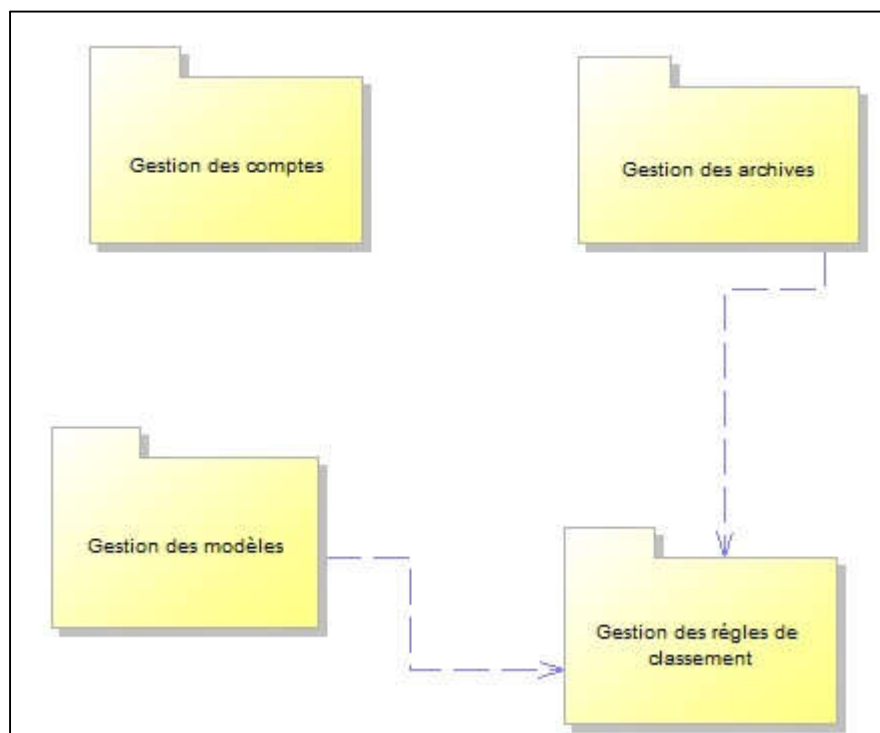 Gestion des comptes
Gestion des archives
Gestion des modèles
Gestion des régles de
classement